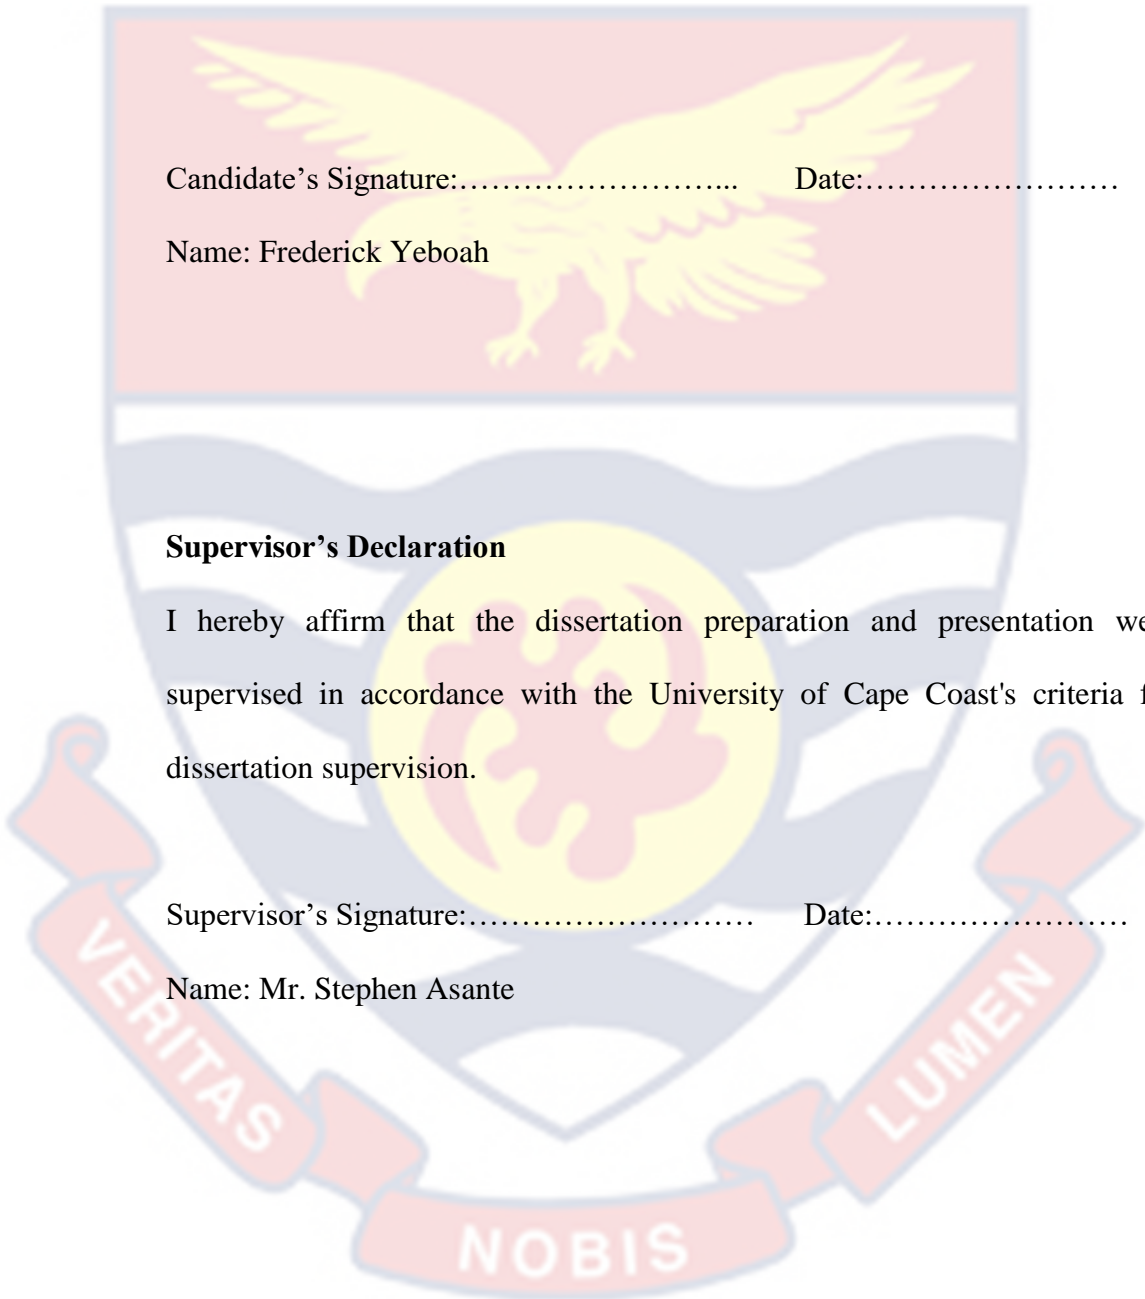 Candidate’s Signature:……………………... Date:……………………
Name: Frederick Yeboah
Supervisor’s Declaration
I hereby affirm that the dissertation preparation and presentation we
supervised in accordance with the University of Cape Coast's criteria f
dissertation supervision.
Supervisor’s Signature:……………………… Date:……………………
Name: Mr. Stephen Asante
VERITAS
NOBIS
LUMEN